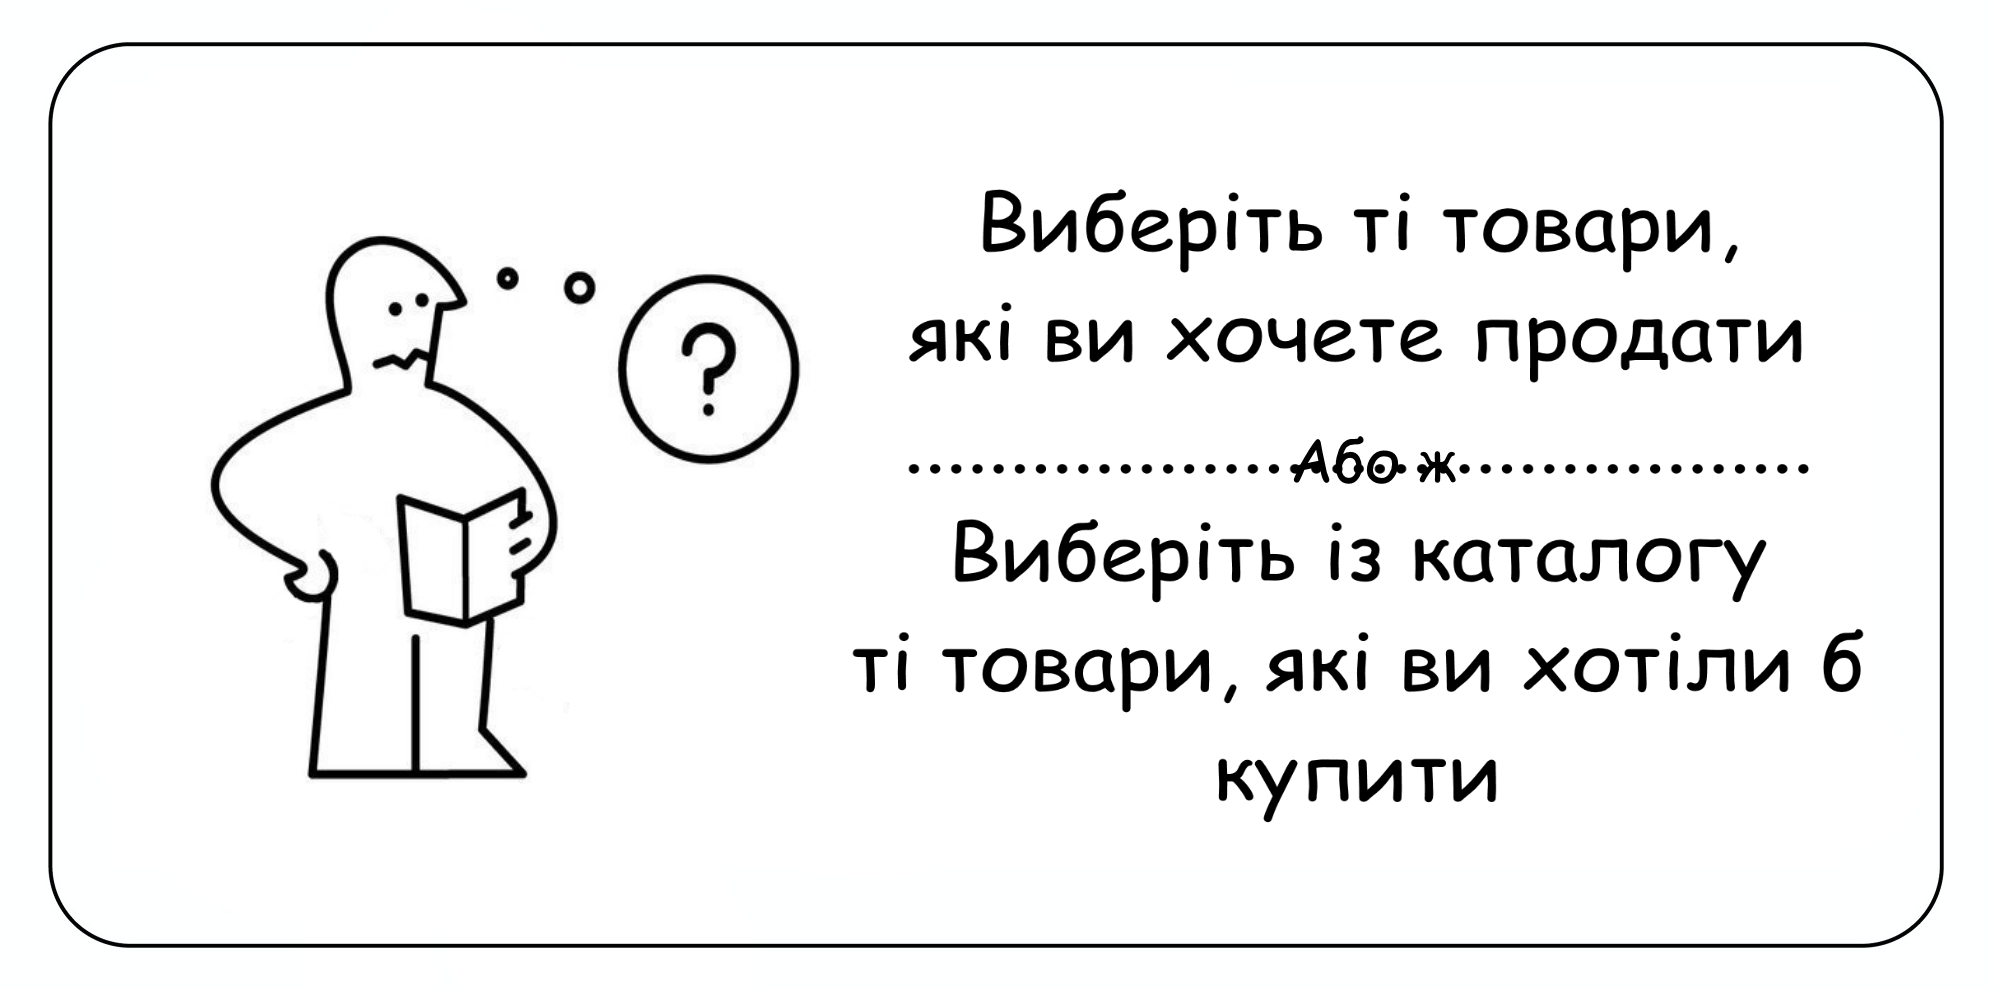 ?
Виберіть ті товари,
які ви хочете продати
Або ж
Виберіть із каталогу
ті товари, які ви хотіли б
купити